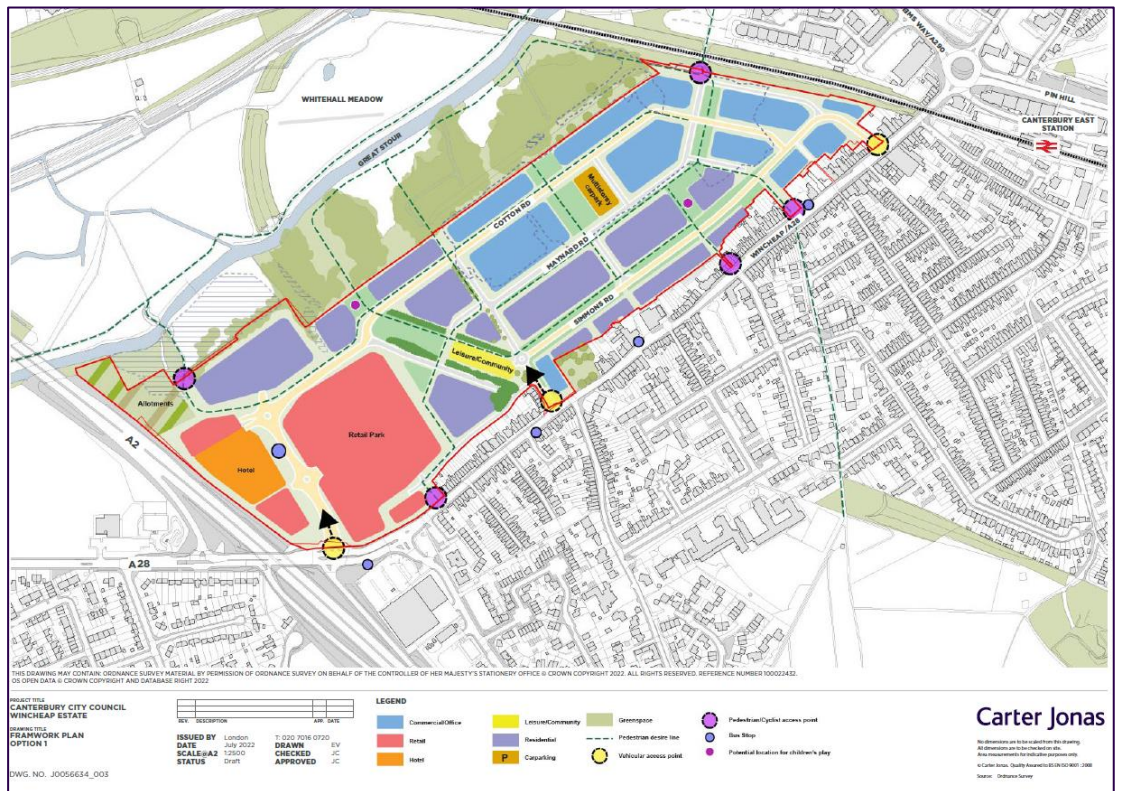 WHITEHALL MEADOW
GREAT STOUR
PIN HILL
CANTERBURY EAST
STATION
COTTON RD
Multistorey
carpark
MAYNARD RD
WINCHEAP /A28
SIMMONS RD
Leisure/Community
Allotments
A2
Retail Park
Hotel
A28
THIS DRAWING MAY CONTAIN: ORDNANCE SURVEY MATERIAL BY PERMISSION OF ORDNANCE SURVEY ON BEHALF OF THE CONTROLLER OF HER MAJESTY'S STATIONERY OFFICE © CROWN COPYRIGHT 2022. ALL RIGHTS RESERVED. REFERENCE NUMBER 100022432.
OS OPEN DATA © CROWN COPYRIGHT AND DATABASE RIGHT 2022
PROJECT TITLE
CANTERBURY CITY COUNCIL
WINCHEAP ESTATE
DRAWING TITLE
FRAMWORK PLAN
OPTION 1
DWG. NO. J0056634_003
REV. DESCRIPTION APP. DATE
ISSUED BY London T: 020 7016 0720
DATE July 2022 DRAWN EV
SCALE@A2 1:2500 CHECKED JC
STATUS Draft APPROVED JC
LEGEND
Commercial/Office
Retail
Hotel
Leisure/Community
Residential
P Carparking
Greenspace
Pedestrian desire line
Vehicular access point
Pedestrian/Cyclist access point
Bus Stop
Potential location for children's play
Carter Jonas
No dimensions are to be scaled from this drawing.
All dimensions are to be checked on site.
Area measurements for indicative purposes only.
© Carter Jonas. Quality Assured to BS EN ISO 9001 : 2008
Source: Ordnance Survey